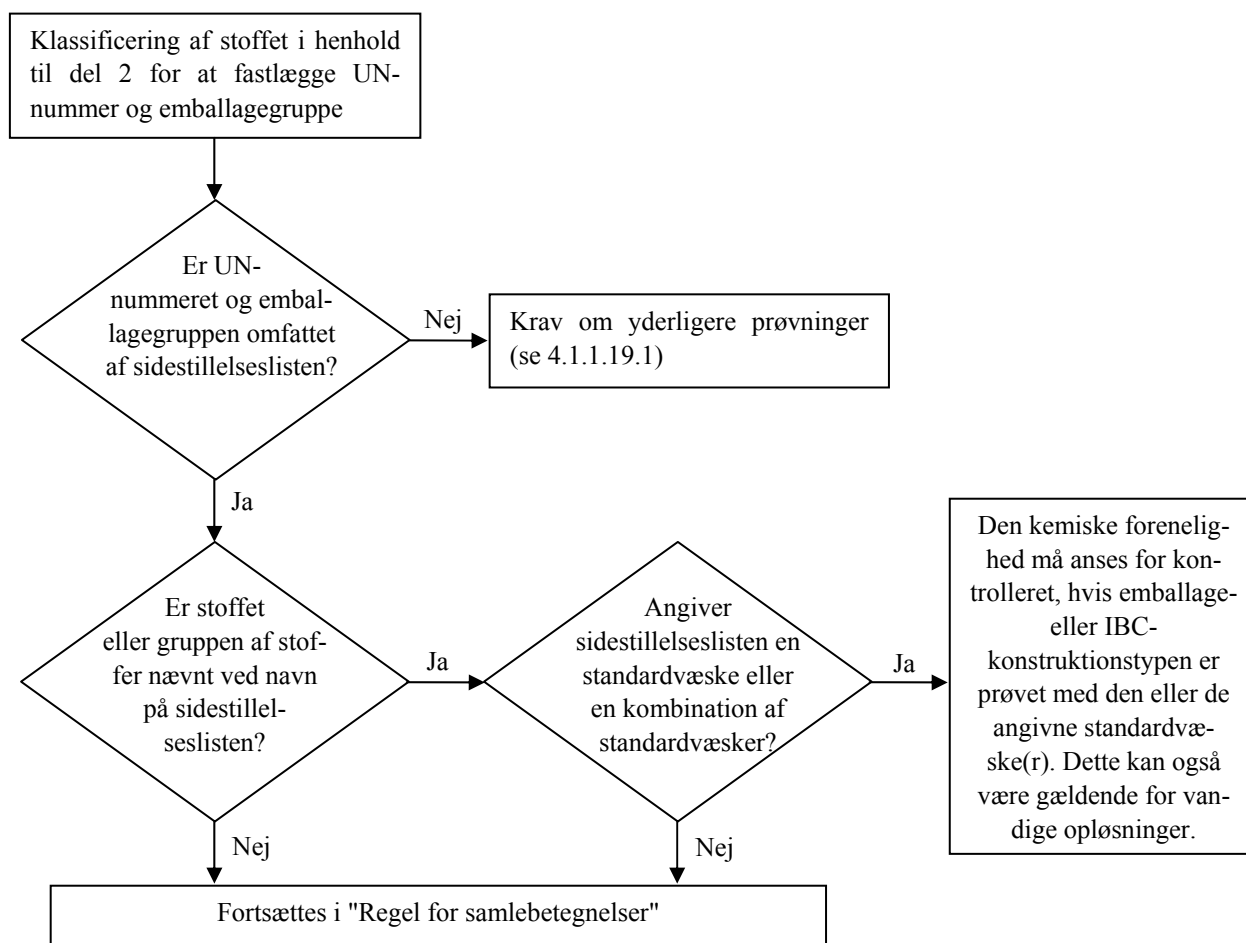 Klassificering af stoffet i henhold
til del 2 for at fastlægge UN-
nummer og emballagegruppe
Er UN-
nummeret og embal-
lagegruppen omfattet
af sidestillelseslisten?
Nej
Krav om yderligere prøvninger
(se 4.1.1.19.1)
Ja
Er stoffet
eller gruppen af stof-
fer nævnt ved navn
på sidestillel-
seslisten?
Ja
Angiver
sidestillelseslisten en
standardvæske eller
en kombination af
standardvæsker?
Ja
Den kemiske forenelig-
hed må anses for kon-
trolleret, hvis emballage-
eller IBC-
konstruktionstypen er
prøvet med den eller de
angivne standardvæ-
ske(r). Dette kan også
være gældende for van-
dige opløsninger.
Nej
Nej
Fortsættes i "Regel for samlebetegnelser"